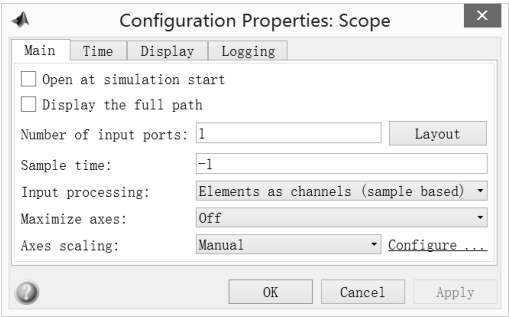 Configuration Properties: Scope
Main Time Display Logging
Open at simulation start
Display the full path
Number of input ports: 1 Layout
Sample time: -1
Input processing: Elements as channels (sample based)
Maximize axes: Off
Axes scaling: Manual Configure ...
OK Cancel Apply